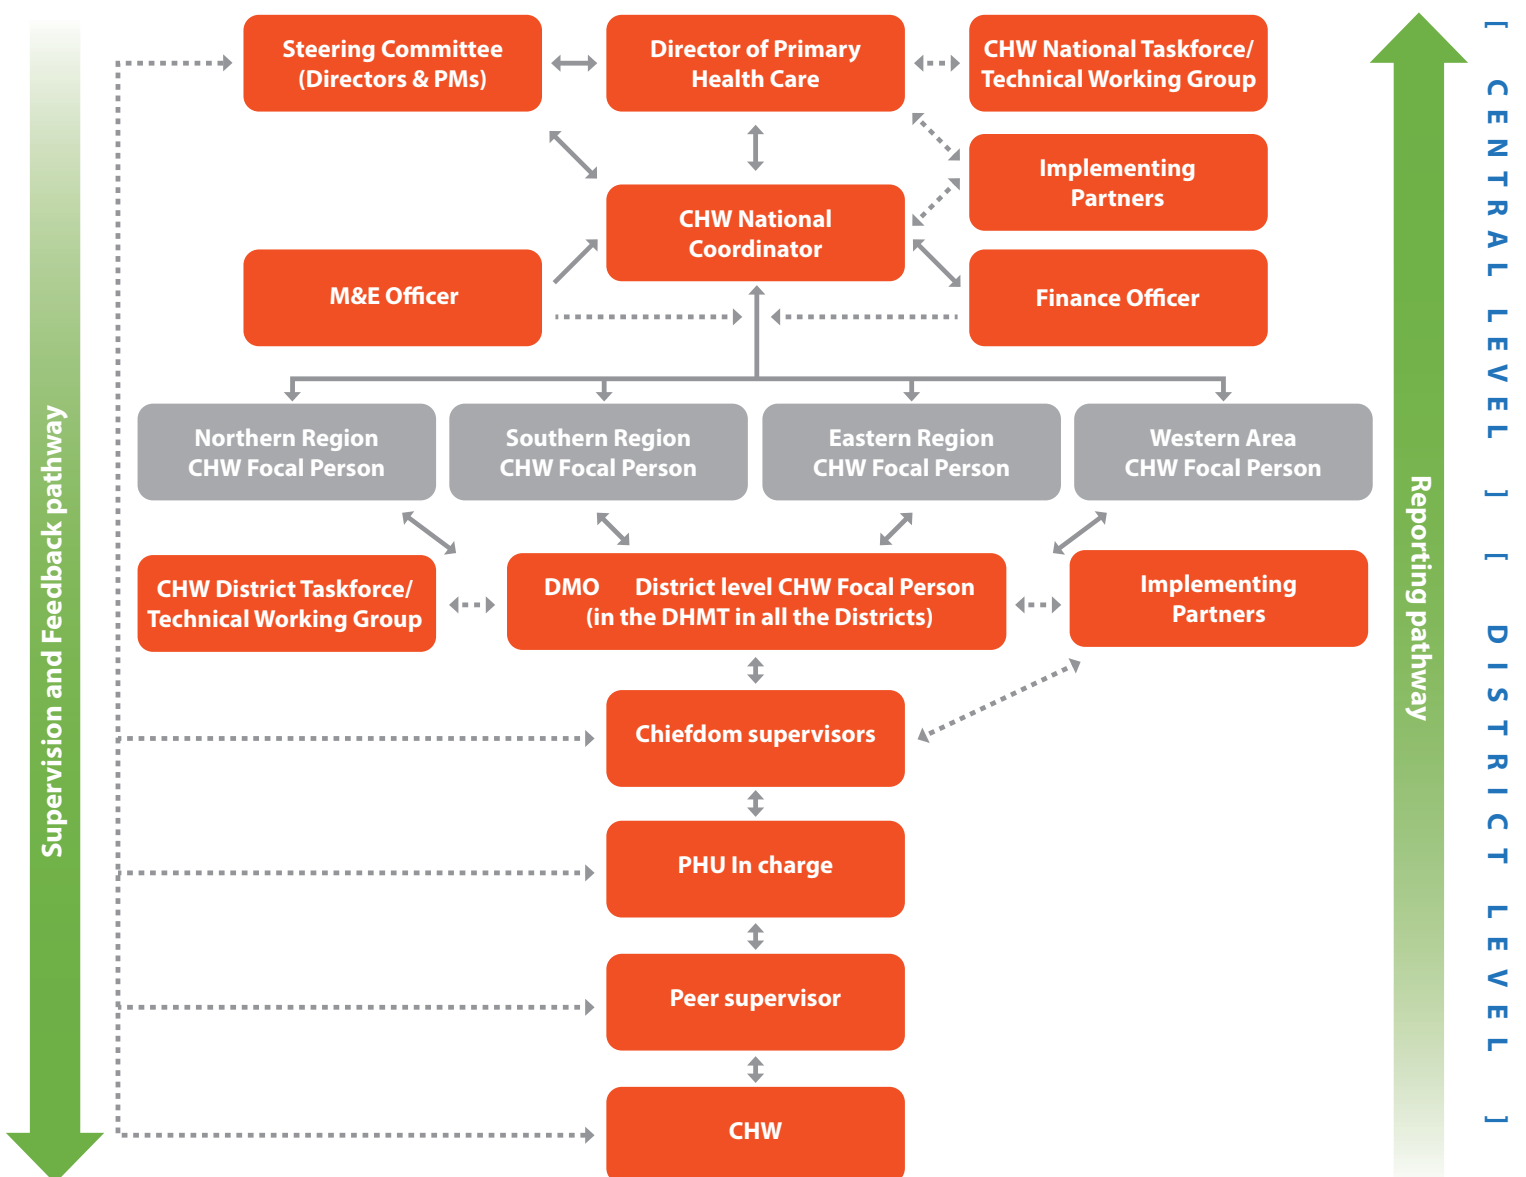 Steering Committee
(Directors & PMs)
Director of Primary
Health Care
CHW National Taskforce/
Technical Working Group
Implementing
Partners
CHW National
Coordinator
M&E Officer
Finance Officer
Northern Region
CHW Focal Person
Southern Region
CHW Focal Person
Eastern Region
CHW Focal Person
Western Area
CHW Focal Person
CHW District Taskforce/
Technical Working Group
DMO District level CHW Focal Person
(in the DHMT in all the Districts)
Implementing
Partners
Chiefdom supervisors
PHU In charge
Peer supervisor
CHW
Supervision and Feedback pathway
Reporting pathway
[ CENTRAL LEVEL ] [ DISTRICT LEVEL ]